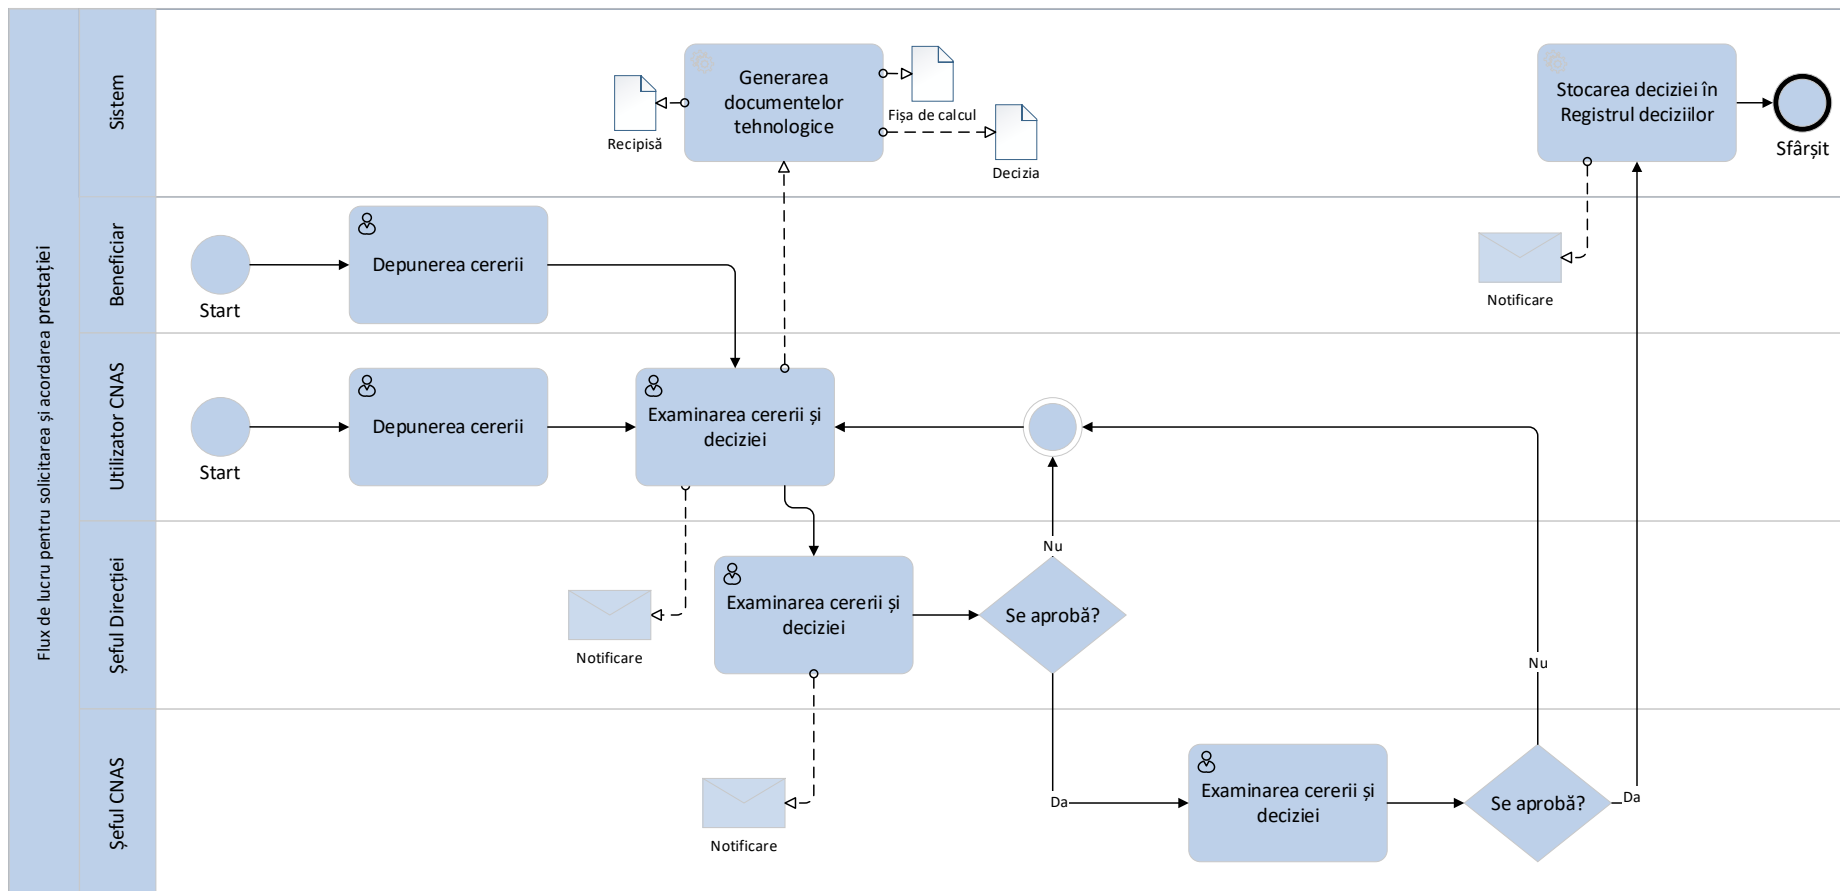 Flux de lucru pentru solicitarea și acordarea prestației
Sistem
Generarea
documentelor
tehnologice
Recipisă
Fișa de calcul
Decizia
Stocarea deciziei în
Registrul deciziilor
Sfârșit
Beneficiar
Start
Depunerea cererii
Notificare
Utilizator CNAS
Start
Depunerea cererii
Examinarea cererii și
deciziei
Șeful Direcției
Notificare
Examinarea cererii și
deciziei
Nu
Se aprobă?
Nu
Șeful CNAS
Notificare
Da
Examinarea cererii și
deciziei
Se aprobă?
Da